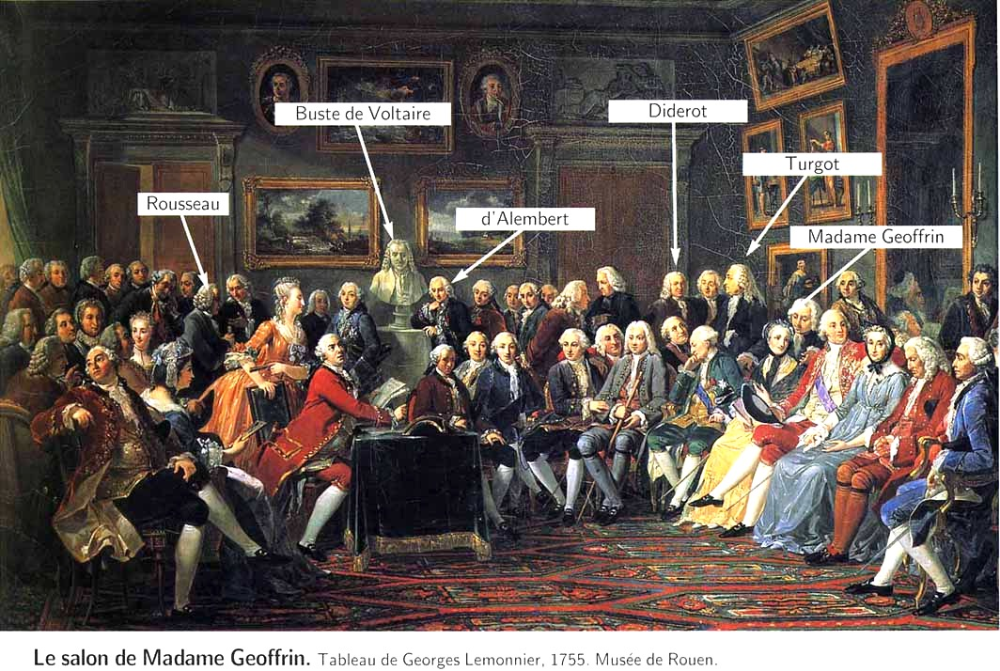 Buste de Voltaire
Diderot
Turgot
Rousseau
d'Alembert
Madame Geoffrin
Le salon de Madame Geoffrin. Tableau de Georges Lemonnier, 1755. Musée de Rouen.